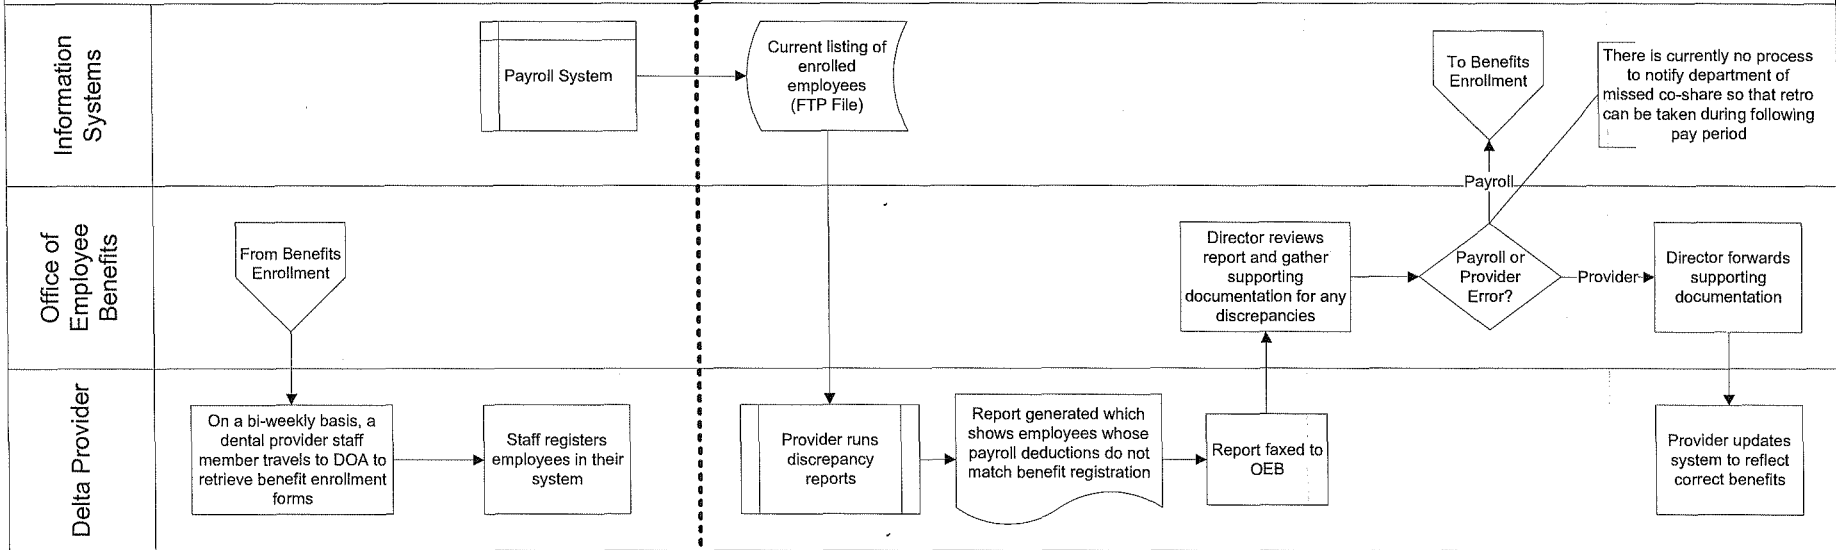 Information
Systems
Payroll System
Current listing of
enrolled
employees
(FTP File)
To Benefits
Enrollment
There is currently no process
to notify department of
missed co-share so that retro
can be taken during following
pay period
Payroll
Office of
Employee
Benefits
From Benefits
Enrollment
Director reviews
report and gather
supporting
documentation for any
discrepancies
Payroll or
Provider
Error?
Provider
Director forwards
supporting
documentation
Delta Provider
On a bi-weekly basis, a
dental provider staff
member travels to DOA to
retrieve benefit enrollment
forms
Staff registers
employees in their
system
Provider runs
discrepancy
reports
Report generated which
shows employees whose
payroll deductions do not
match benefit registration
Report faxed to
OEB
Provider updates
system to reflect
correct benefits